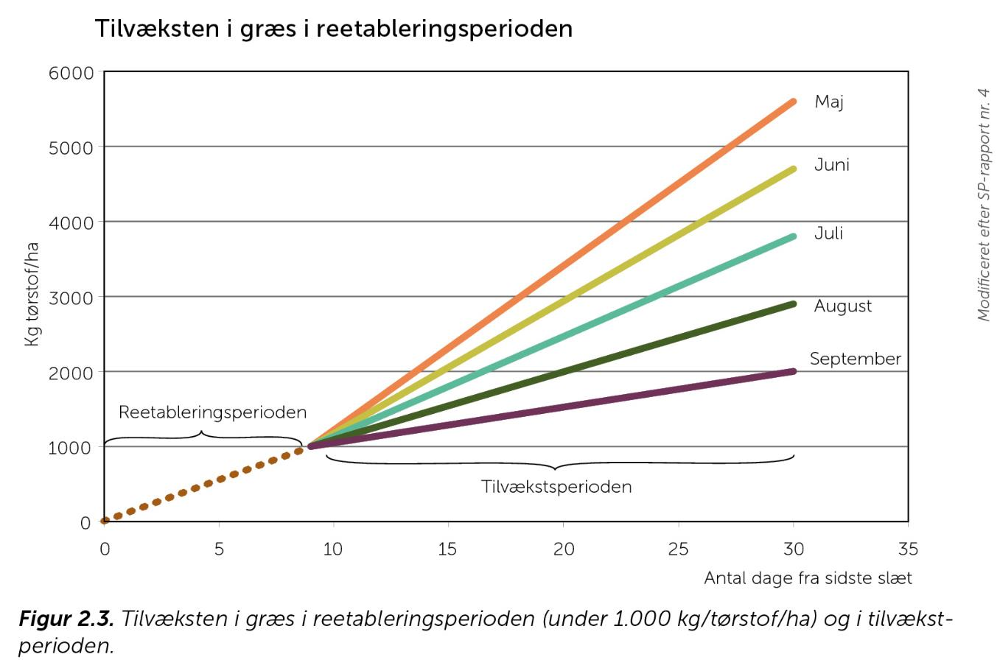 Tilvæksten i græs i reetableringsperioden
6000
5000
4000
3000
2000
1000
0
Kg tørstof/ha
Maj
Juni
Juli
August
September
Reetableringsperioden
Tilvækstsperioden
0 5 10 15 20 25 30 35
Antal dage fra sidste slæt
Modificeret efter SP-rapport nr. 4
Figur 2.3. Tilvæksten i græs i reetableringsperioden (under 1.000 kg/tørstof/ha) og i tilvækst-
perioden.